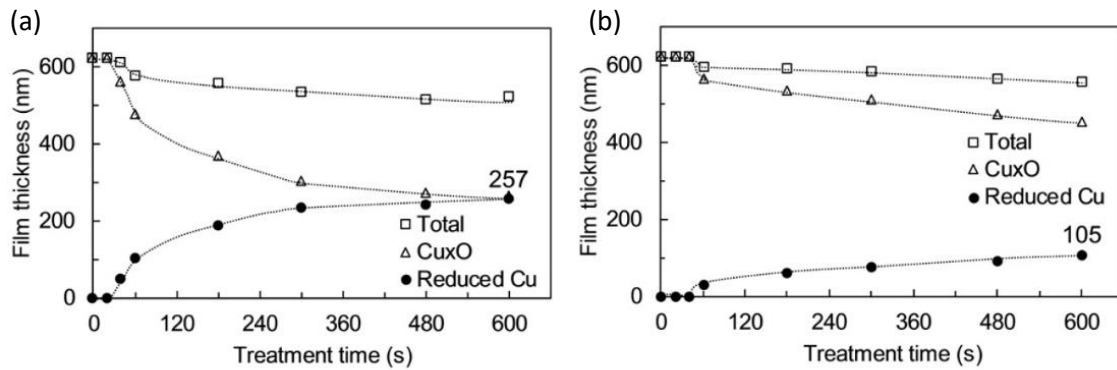 (a)
Film thickness (nm)
600
400
200
0
257
Total
CuxO
Reduced Cu
0 120 240 360 480 600
Treatment time (s)
(b)
Film thickness (nm)
600
400
200
0
Total
CuxO
Reduced Cu
105
0 120 240 360 480 600
Treatment time (s)